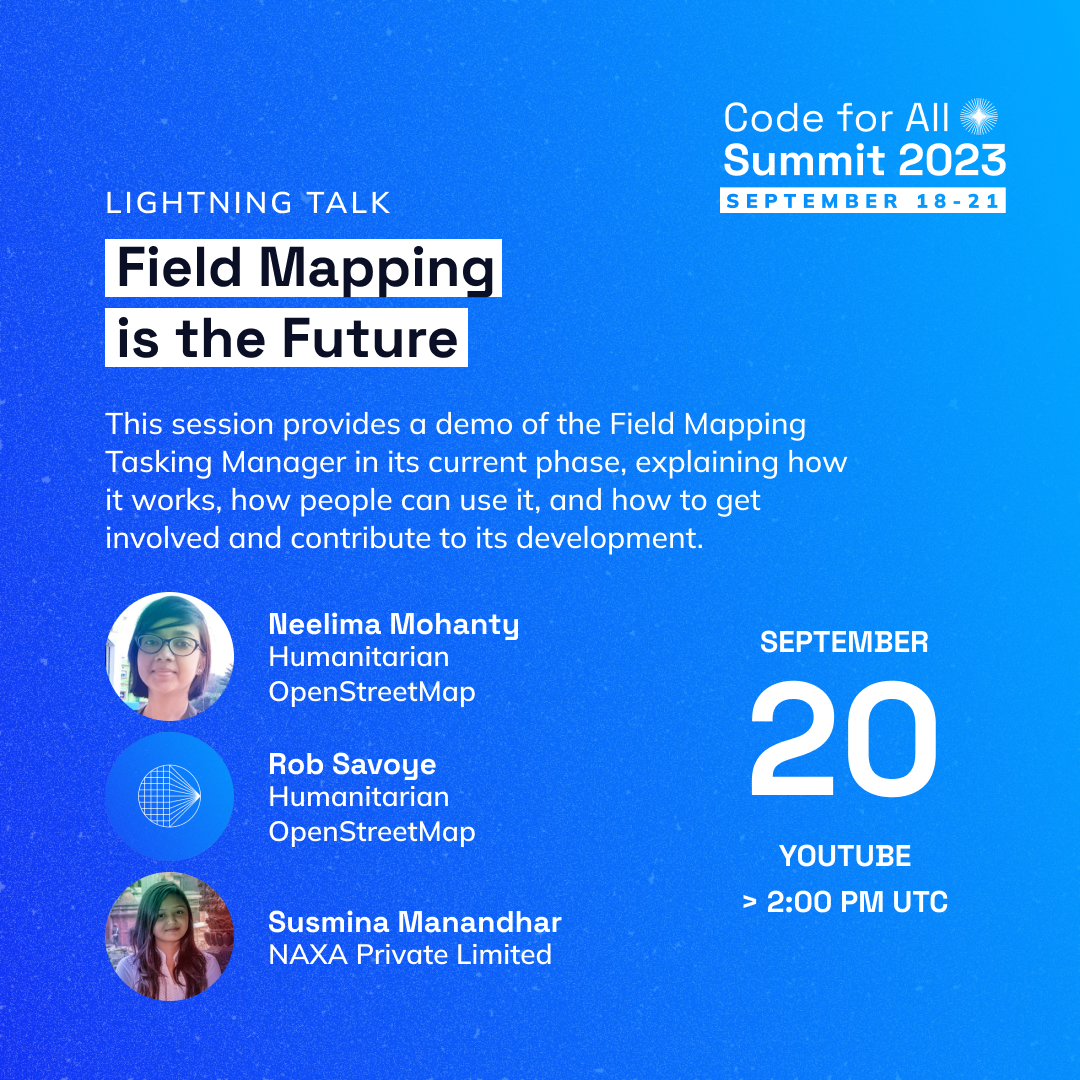 Code for All
Summit 2023
SEPTEMBER 18-21
LIGHTNING TALK
Field Mapping
is the Future
This session provides a demo of the Field Mapping
Tasking Manager in its current phase, explaining how
it works, how people can use it, and how to get
involved and contribute to its development.
Neelima Mohanty
Humanitarian
OpenStreetMap
Rob Savoye
Humanitarian
OpenStreetMap
Susmina Manandhar
NAXA Private Limited
SEPTEMBER
20
YOUTUBE
> 2:00 PM UTC